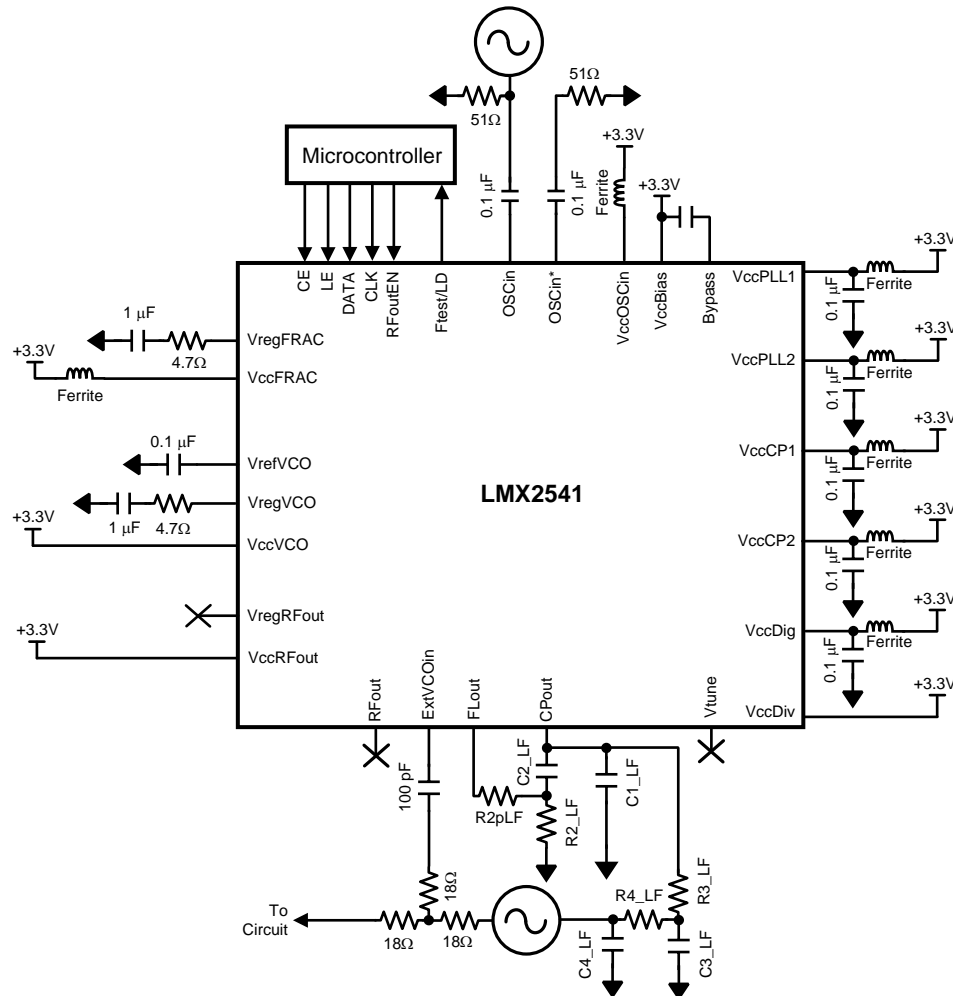 51Ω
51Ω
+3.3V
Microcontroller
0.1 µF
0.1 µF
Ferrite
+3.3V
+3.3V
CE
LE
DATA
CLK
RFoutEN
Ftest/LD
OSCin
OSCin*
VccOSCin
VccBias
Bypass
VccPLL1
0.1 µF
Ferrite
1 µF
4.7Ω
VregFRAC
+3.3V
Ferrite
VccFRAC
+3.3V
VccPLL2
0.1 µF
Ferrite
0.1 µF
VrefVCO
+3.3V
VccCP1
0.1 µF
Ferrite
LMX2541
1 µF
4.7Ω
VregVCO
+3.3V
VccVCO
+3.3V
VccCP2
0.1 µF
Ferrite
VregRFout
+3.3V
VccRFout
+3.3V
VccDig
0.1 µF
Ferrite
+3.3V
VccDiv
RFout
ExtVCOin
FLout
CPout
Vtune
100 pF
C2_LF
C1_LF
R2pLF
R2_LF
18Ω
R4_LF
R3_LF
To
Circuit
18Ω
18Ω
C4_LF
C3_LF